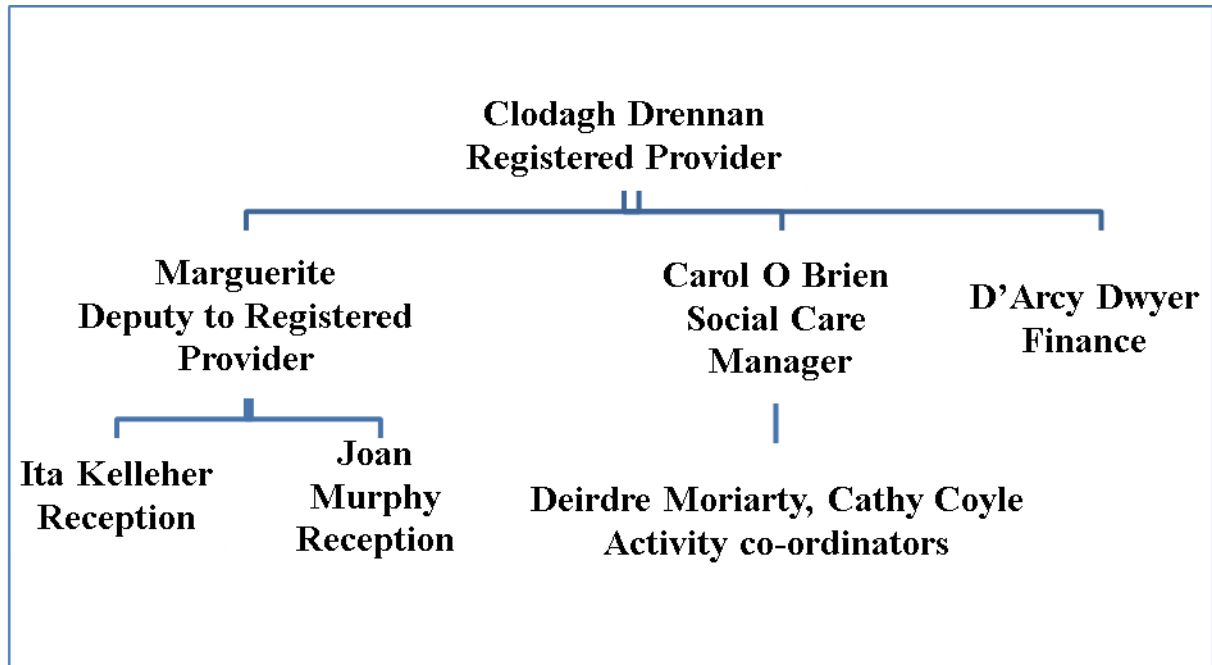 Clodagh Drennan
Registered Provider
Marguerite
Deputy to Registered
Provider
Carol O Brien
Social Care
Manager
D’Arcy Dwyer
Finance
Ita Kelleher
Reception
Joan
Murphy
Reception
Deirdre Moriarty, Cathy Coyle
Activity co-ordinators